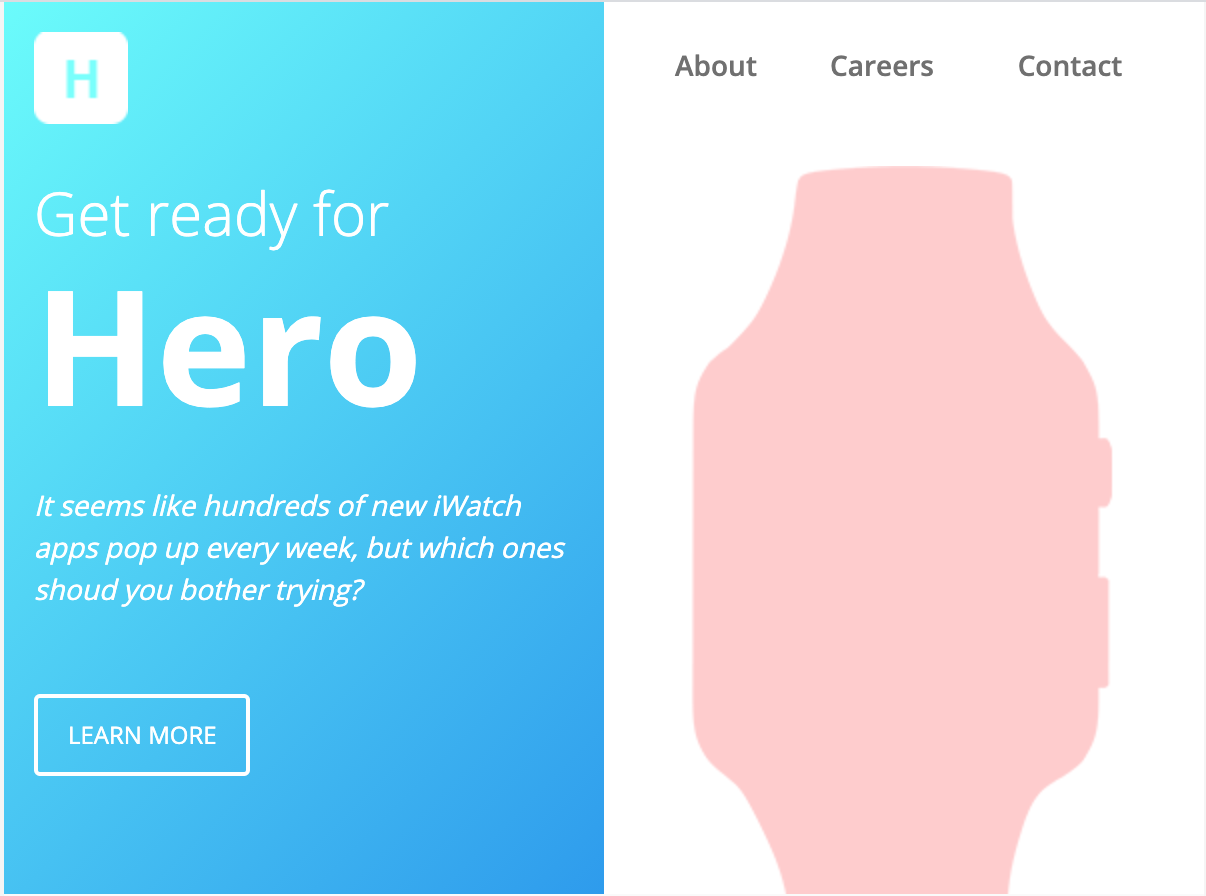 H
About Careers Contact
Get ready for
Hero
It seems like hundreds of new iWatch
apps pop up every week, but which ones
shoud you bother trying?
LEARN MORE